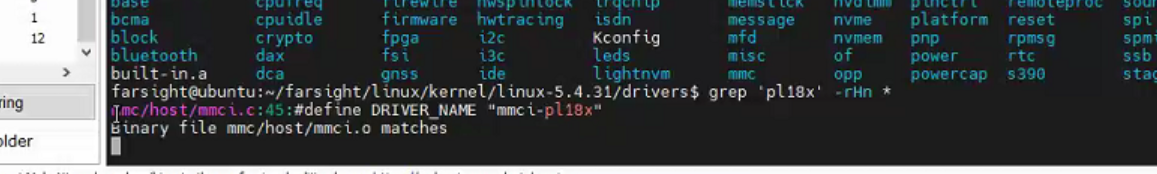 base cpufreq firewire hwspinlock irqchip memstick nvdimm pinctrl remoteproc
1 bcma cpuidle firmware hwtracing isdn message nvme platform reset spi
12 block crypto fpga i2c Kconfig mfd nvmem pnp rpmsg
bluetooth dax fsi i3c leds misc of power rtc ssb
built-in.a dca gnss ide lightnvm mmc opp powercap s390
farsight@ubuntu:~/farsight/linux/kernel/linux-5.4.31/drivers$ grep 'pl18x' -rHn *
mmc/host/mmci.c:45:#define DRIVER_NAME "mmci-pl18x"
Binary file mmc/host/mmci.o matches